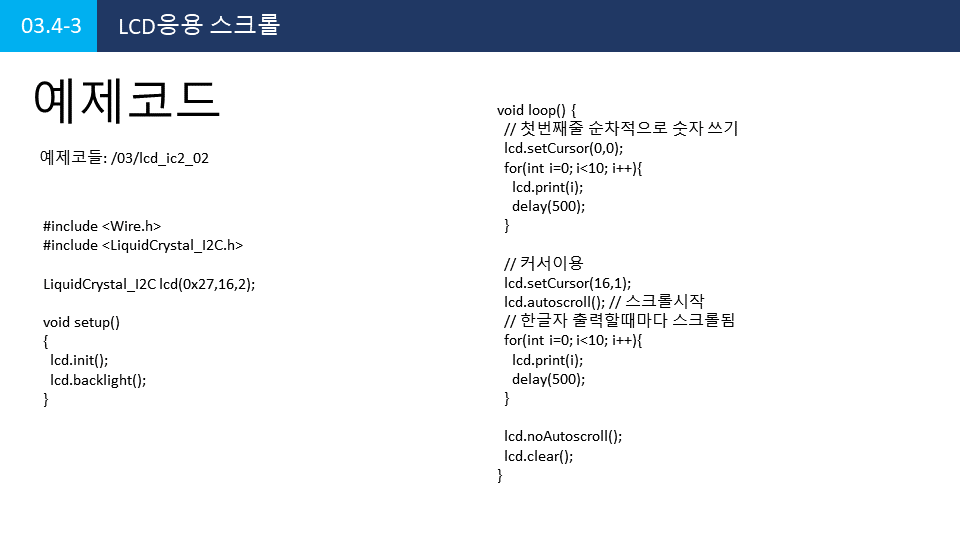 03.4-3
LCD응용 스크롤
예제코드
예제코들: /03/lcd_ic2_02
#include <Wire.h>
#include <LiquidCrystal_I2C.h>
LiquidCrystal_I2C lcd(0x27,16,2);
void setup()
{
lcd.init();
lcd.backlight();
}
void loop() {
// 첫번째줄 순차적으로 숫자 쓰기
lcd.setCursor(0,0);
for(int i=0; i<10; i++){
lcd.print(i);
delay(500);
}
// 커서이용
lcd.setCursor(16,1);
lcd.autoscroll(); // 스크롤시작
// 한글자 출력할때마다 스크롤됨
for(int i=0; i<10; i++){
lcd.print(i);
delay(500);
}
lcd.noAutoscroll();
lcd.clear();
}